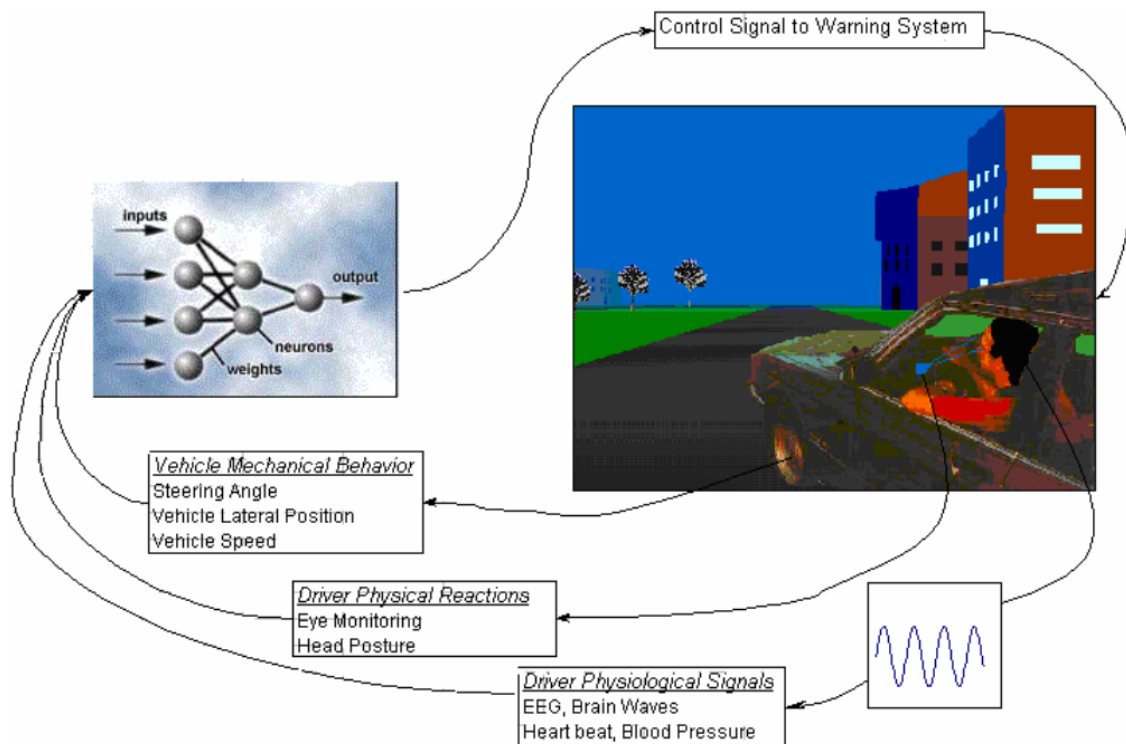 Control Signal to Warning System
inputs
output
neurons
weights
Vehicle Mechanical Behavior
Steering Angle
Vehicle Lateral Position
Vehicle Speed
Driver Physical Reactions
Eye Monitoring
Head Posture
Driver Physiological Signals
EEG, Brain Waves
Heart beat, Blood Pressure